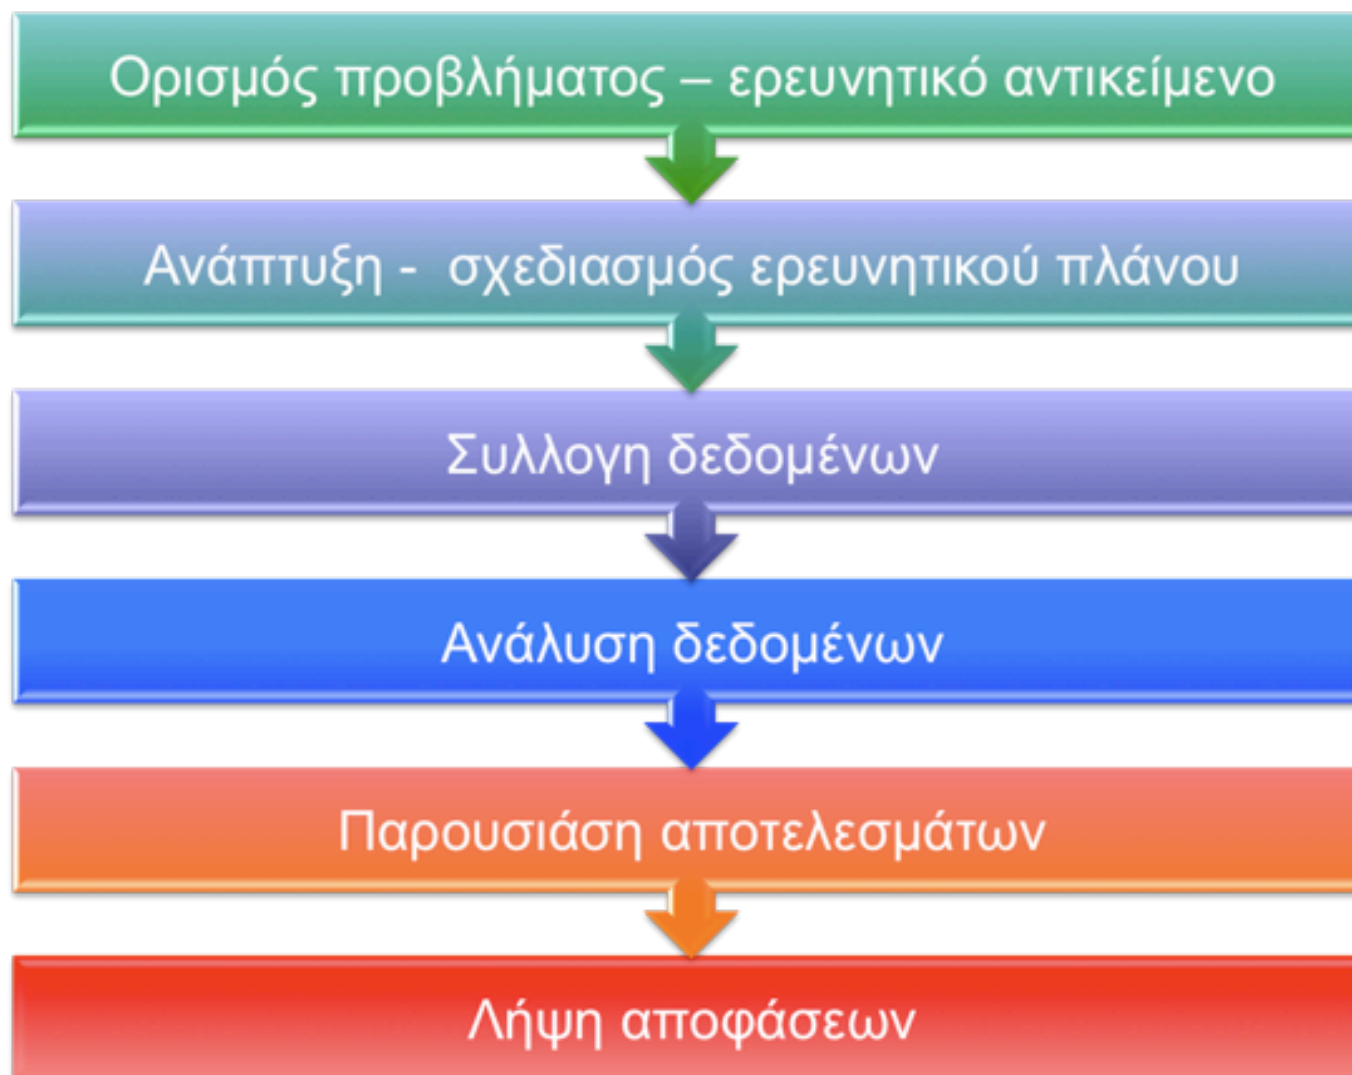 Ορισμός προβλήματος – ερευνητικό αντικείμενο
Ανάπτυξη - σχεδιασμός ερευνητικού πλάνου
Συλλογη δεδομένων
Ανάλυση δεδομένων
Παρουσιάση αποτελεσμάτων
Λήψη αποφάσεων